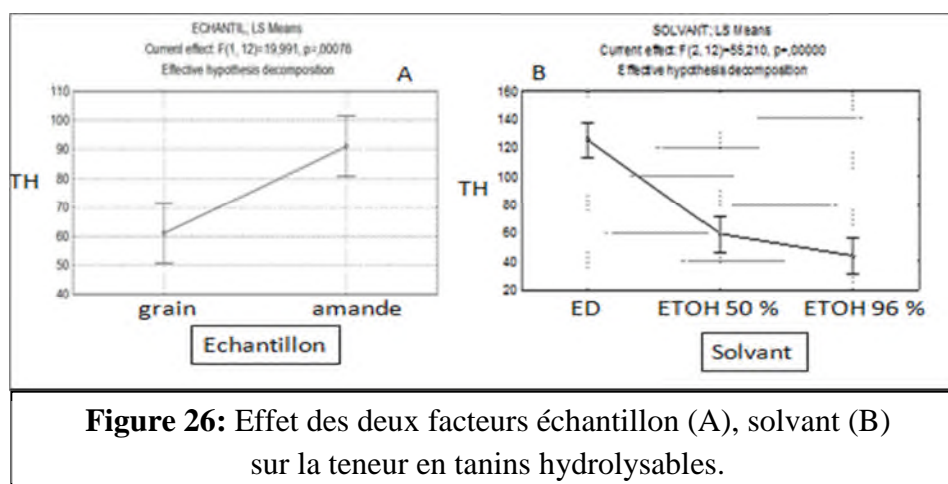 ECHANTIL; LS Means
Current effect: F(1, 12)=19,991, p=,00076
Effective hypothesis decomposition
A
110
100
90
80
70
60
50
40
TH
grain
amande
Echantillon
SOLVANT; LS Means
Current effect: F(2, 12)=55,210, p=,00000
Effective hypothesis decomposition
B
160
140
120
100
80
60
40
20
TH
ED
ETOH 50 %
ETOH 96 %
Solvant
Figure 26: Effet des deux facteurs échantillon (A), solvant (B)
sur la teneur en tanins hydrolysables.